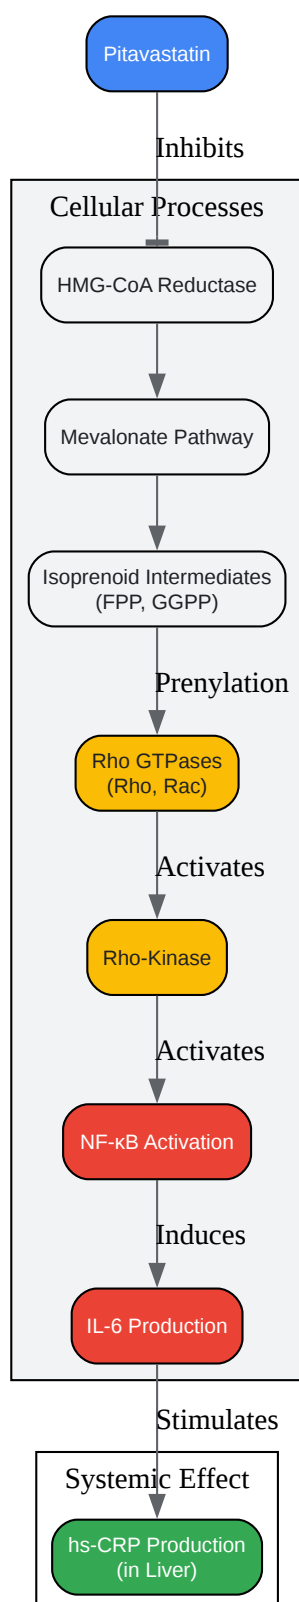 Pitavastatin
Inhibits
Cellular Processes
HMG-CoA Reductase
Mevalonate Pathway
Isoprenoid Intermediates
(FPP, GGPP)
Prenylation
Rho GTPases
(Rho, Rac)
Activates
Rho-Kinase
Activates
NF-κB Activation
Induces
IL-6 Production
Stimulates
Systemic Effect
hs-CRP Production
(in Liver)